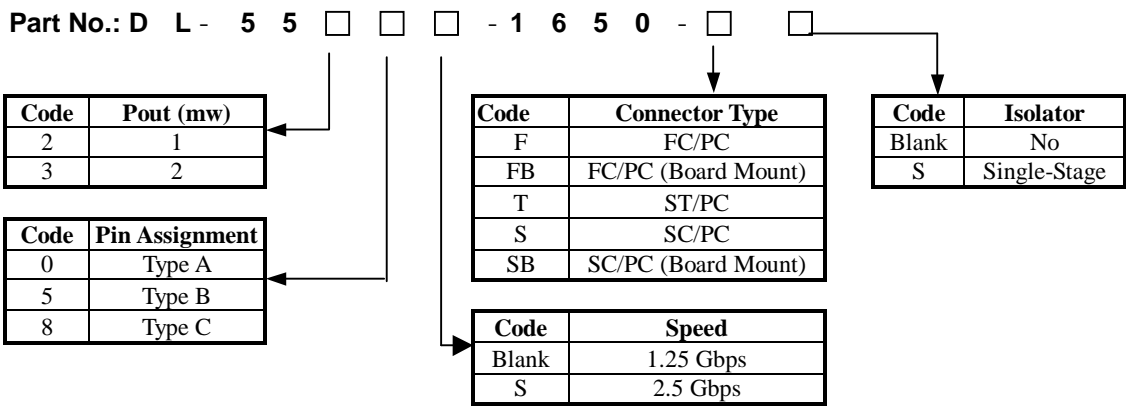 Part No.: D L - 5 5 □ □ □ - 1 6 5 0 - □ □
Code Pout (mw)
2 1
3 2
Code Pin Assignment
0 Type A
5 Type B
8 Type C
Code Connector Type
F FC/PC
FB FC/PC (Board Mount)
T ST/PC
S SC/PC
SB SC/PC (Board Mount)
Code Speed
Blank 1.25 Gbps
S 2.5 Gbps
Code Isolator
Blank No
S Single-Stage